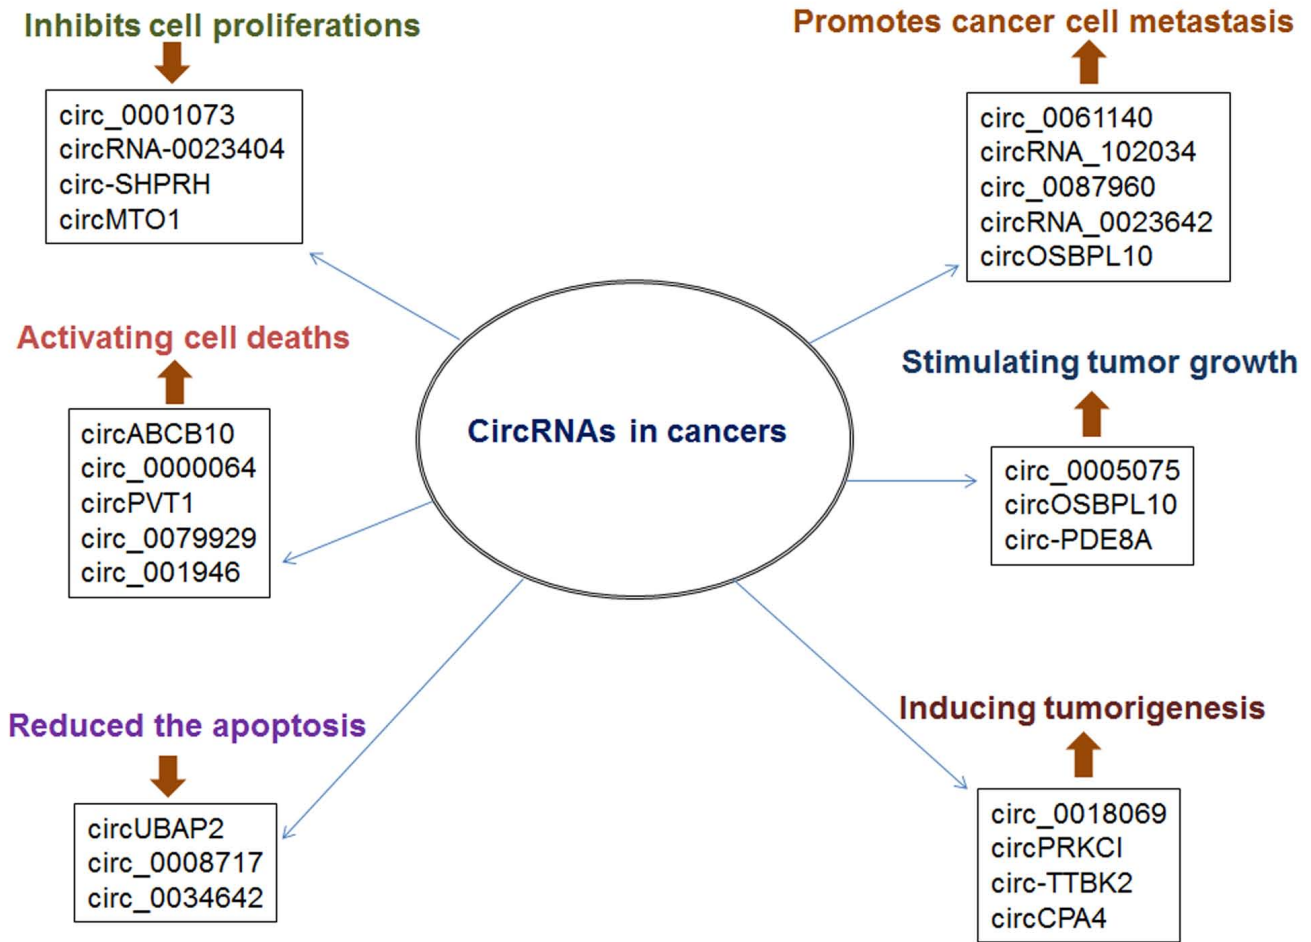 Inhibits cell proliferations
circ_0001073
circRNA-0023404
circ-SHPRH
circMTO1
Promotes cancer cell metastasis
circ_0061140
circRNA_102034
circ_0087960
circRNA_0023642
circOSBPL10
Activating cell deaths
circABCB10
circ_0000064
circPVT1
circ_0079929
circ_001946
CircRNAs in cancers
Stimulating tumor growth
circ_0005075
circOSBPL10
circ-PDE8A
Reduced the apoptosis
circUBAP2
circ_0008717
circ_0034642
Inducing tumorigenesis
circ_0018069
circPRKCI
circ-TTBK2
circCPA4